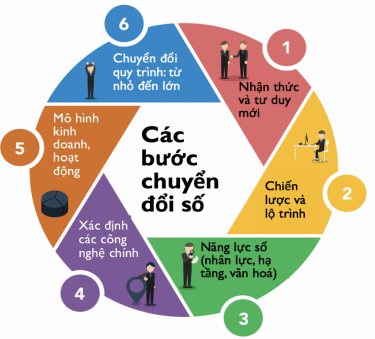 Các
bước
chuyển
đổi số
1
Nhận thức
và tư duy
mới
2
Chiến
lược và
lộ trình
3
Năng lực số
(nhân lực, hạ
tầng, văn hoá)
4
Xác định
các công
nghệ chính
5
Mô hình
kinh
doanh,
hoạt
động
6
Chuyển đổi
quy trình: từ
nhỏ đến lớn